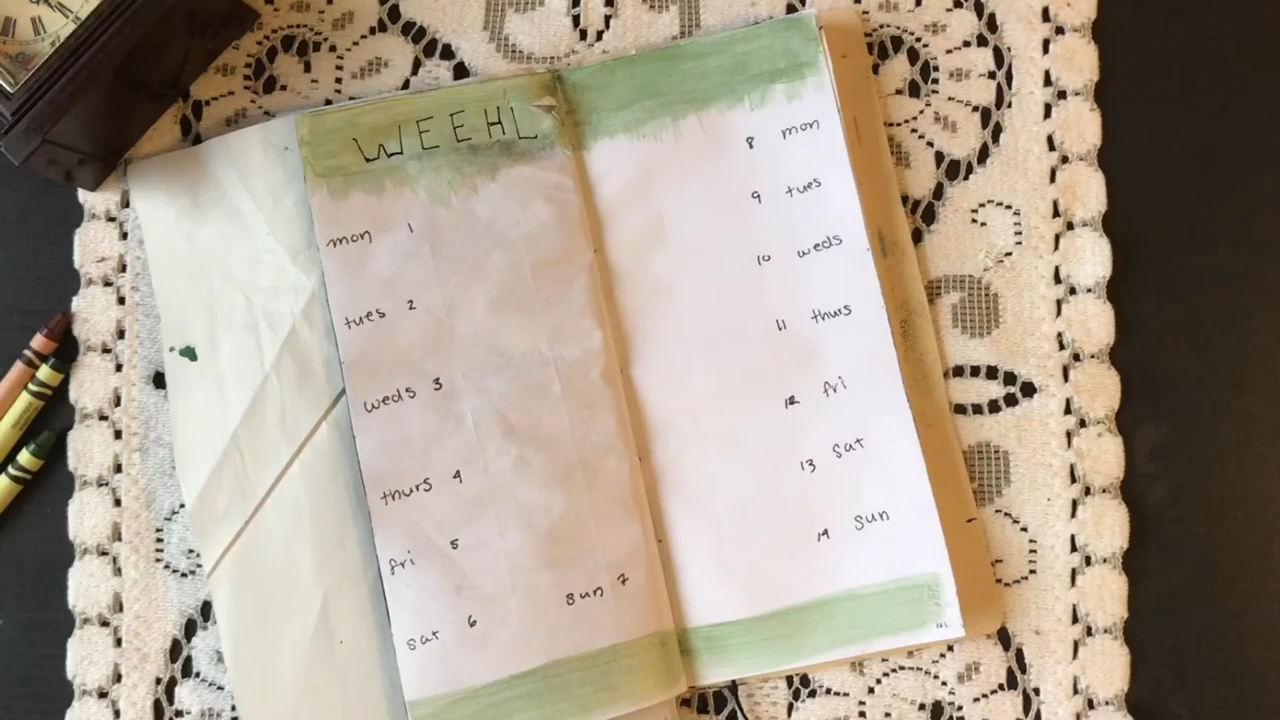 WEEHL
mon 1
tues 2
weds 3
thurs 4
fri 5
sat 6
sun 7
8 mon
9 tues
10 weds
11 thurs
12 fri
13 sat
14 sun